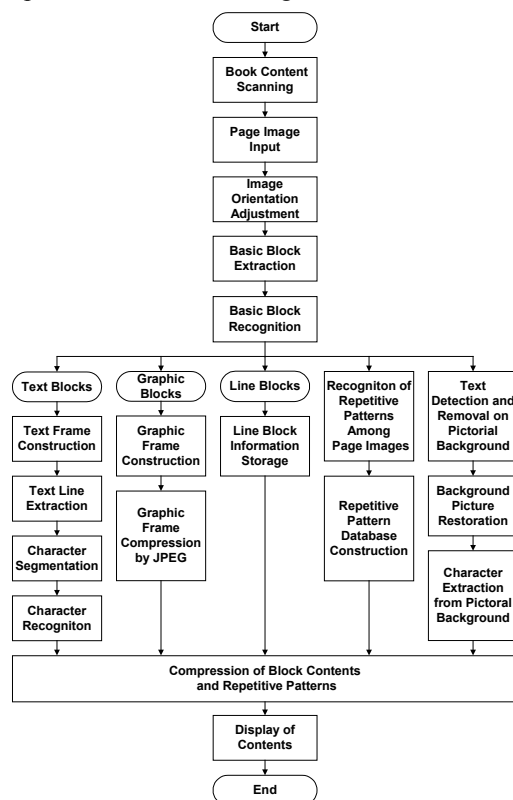 Start
Book Content
Scanning
Page Image
Input
Image
Orientation
Adjustment
Basic Block
Extraction
Basic Block
Recognition
Text Blocks
Text Frame
Construction
Text Line
Extraction
Character
Segmentation
Character
Recogniton
Graphic
Blocks
Graphic
Frame
Construction
Graphic
Frame
Compression
by JPEG
Line Blocks
Line Block
Information
Storage
Recogniton of
Repetitive
Patterns
Among
Page Images
Repetitive
Pattern
Database
Construction
Text
Detection and
Removal on
Pictorial
Background
Background
Picture
Restoration
Character
Extraction
from Pictoral
Background
Compression of Block Contents
and Repetitive Patterns
Display of
Contents
End